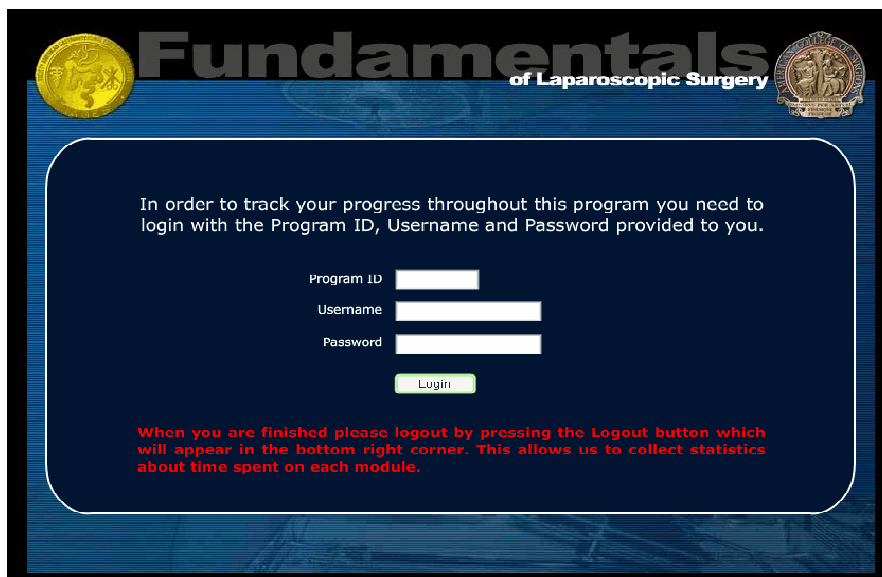 Fundamentals
of Laparoscopic Surgery
In order to track your progress throughout this program you need to
login with the Program ID, Username and Password provided to you.
Program ID
Username
Password
Login
When you are finished please logout by pressing the Logout button which
will appear in the bottom right corner. This allows us to collect statistics
about time spent on each module.